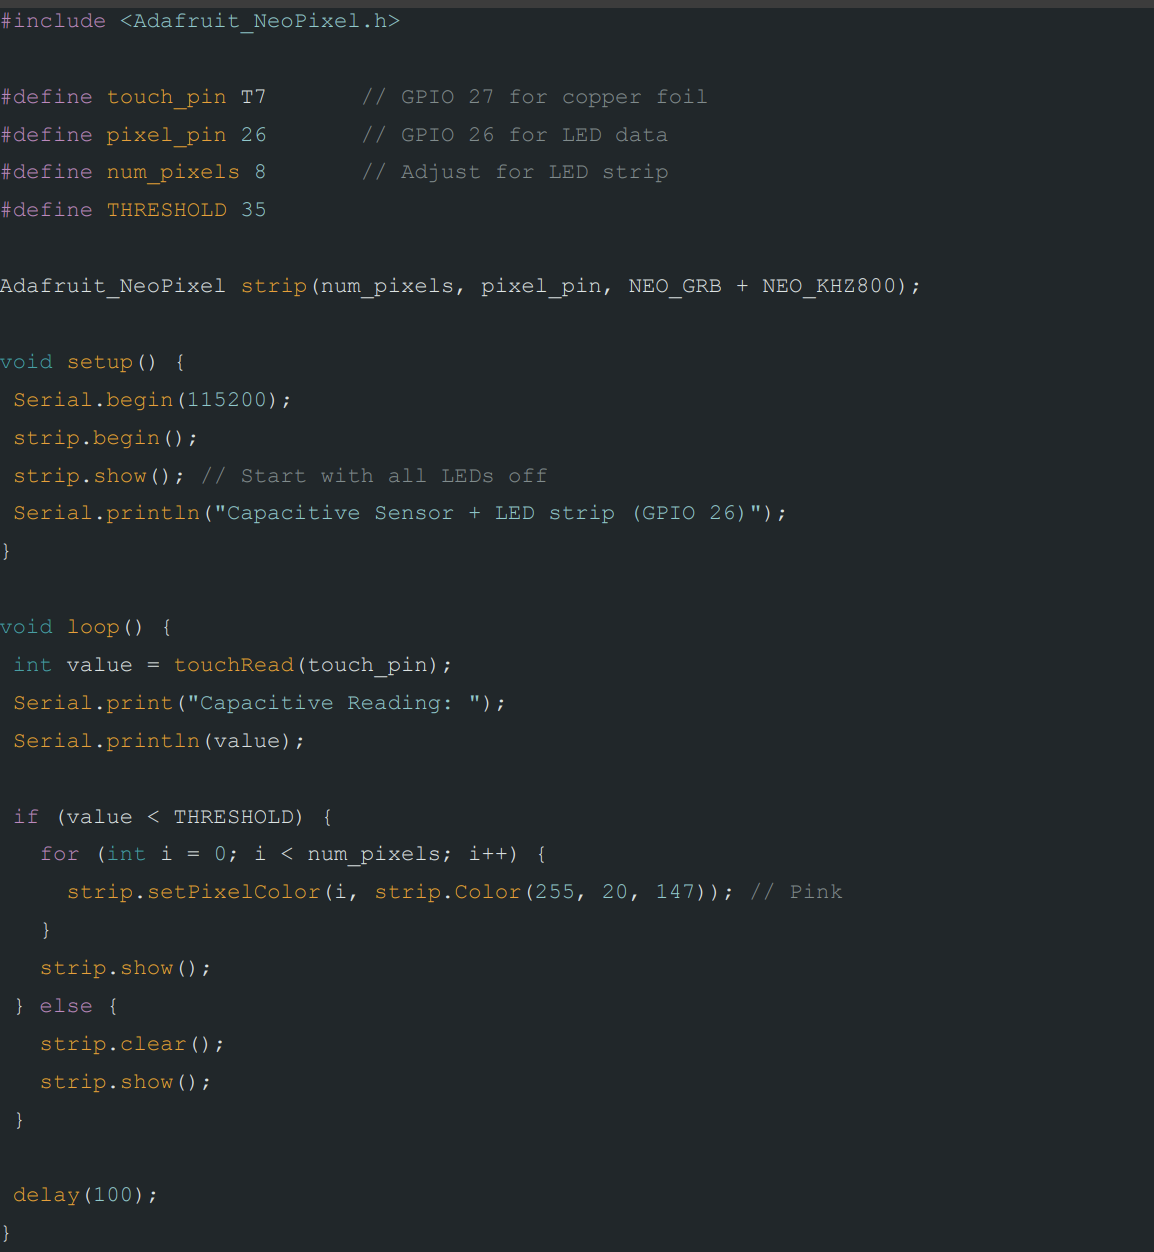 #include <Adafruit_NeoPixel.h>
#define touch_pin T7       // GPIO 27 for copper foil
#define pixel_pin 26       // GPIO 26 for LED data
#define num_pixels 8       // Adjust for LED strip
#define THRESHOLD 35
Adafruit_NeoPixel strip(num_pixels, pixel_pin, NEO_GRB + NEO_KHZ800);
void setup() {
 Serial.begin(115200);
 strip.begin();
 strip.show(); // Start with all LEDs off
 Serial.println("Capacitive Sensor + LED strip (GPIO 26)");
}
void loop() {
 int value = touchRead(touch_pin);
 Serial.print("Capacitive Reading: ");
 Serial.println(value);
 if (value < THRESHOLD) {
   for (int i = 0; i < num_pixels; i++) {
     strip.setPixelColor(i, strip.Color(255, 20, 147)); // Pink
   }
   strip.show();
 } else {
   strip.clear();
   strip.show();
 }
 delay(100);
}